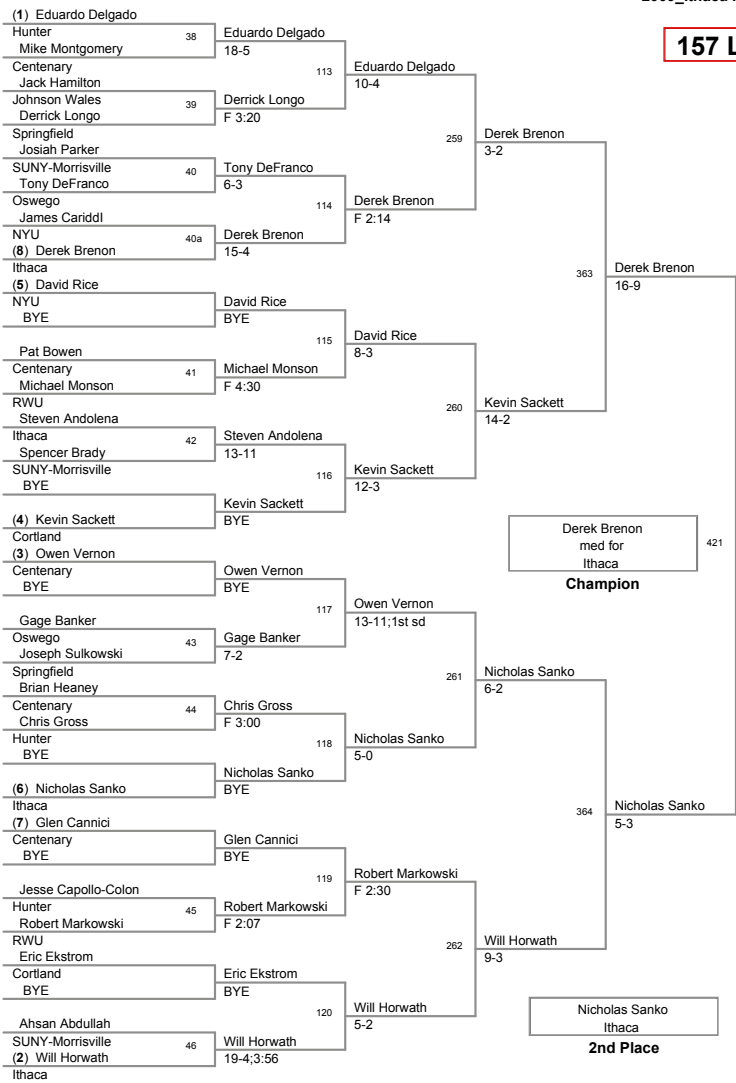 157 L
(1) Eduardo Delgado
Hunter
38
Mike Montgomery
Centenary
Jack Hamilton
Johnson Wales
39
Derrick Longo
Springfield
Josiah Parker
SUNY-Morrisville
40
Tony DeFranco
Oswego
James CariddI
NYU
40a
(8) Derek Brenon
Ithaca
(5) David Rice
NYU
BYE
Pat Bowen
Centenary
41
Michael Monson
RWU
Steven Andolena
Ithaca
42
Spencer Brady
SUNY-Morrisville
BYE
(4) Kevin Sackett
Cortland
(3) Owen Vernon
Centenary
BYE
Gage Banker
Oswego
43
Joseph Sulkowski
Springfield
Brian Heaney
Centenary
44
Chris Gross
Hunter
BYE
(6) Nicholas Sanko
Ithaca
(7) Glen Cannici
Centenary
BYE
Jesse Capollo-Colon
Hunter
45
Robert Markowski
RWU
Eric Ekstrom
Cortland
BYE
Ahsan Abdullah
SUNY-Morrisville
46
(2) Will Horwath
Ithaca
Eduardo Delgado
18-5
113
Derrick Longo
F 3:20
Tony DeFranco
6-3
114
Derek Brenon
15-4
David Rice
BYE
115
Michael Monson
F 4:30
Steven Andolena
13-11
116
Kevin Sackett
BYE
Owen Vernon
BYE
117
Gage Banker
7-2
Chris Gross
F 3:00
118
Nicholas Sanko
BYE
Glen Cannici
BYE
119
Robert Markowski
F 2:07
Eric Ekstrom
BYE
120
Will Horwath
19-4;3:56
Eduardo Delgado
10-4
259
Derek Brenon
F 2:14
David Rice
8-3
260
Kevin Sackett
12-3
Owen Vernon
13-11;1st sd
261
Nicholas Sanko
5-0
Robert Markowski
F 2:30
262
Will Horwath
5-2
Derek Brenon
3-2
363
Kevin Sackett
14-2
Nicholas Sanko
6-2
364
Will Horwath
9-3
Derek Brenon
16-9
Nicholas Sanko
5-3
Derek Brenon
med for
Ithaca
421
Champion
Nicholas Sanko
Ithaca
2nd Place